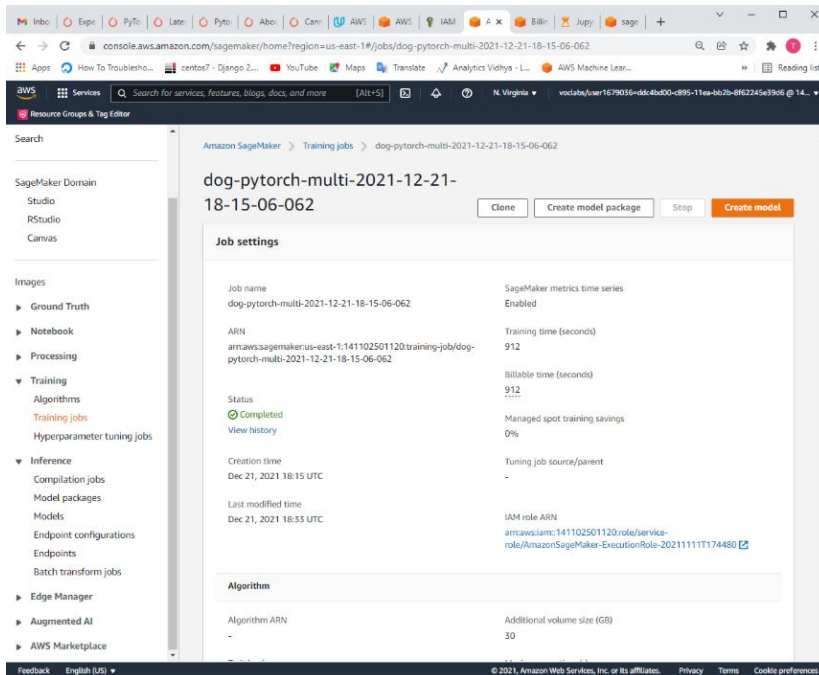 Inbo
Expe
PyTo
Late:
Pyto
Abo
Cann
AWS
AWS
IAM
A
Billin
Jupy
sage
console.aws.amazon.com/sagemaker/home?region=us-east-1#/jobs/dog-pytorch-multi-2021-12-21-18-15-06-062
Apps How To Troublesho... centos7 - Django 2.... YouTube Maps Translate Analytics Vidhya - L... AWS Machine Lear... » Reading list
aws Services Search for services, features, blogs, docs, and more [Alt+S] N. Virginia
Resource Groups & Tag Editor
Search
SageMaker Domain
Studio
RStudio
Canvas
Images
Ground Truth
Notebook
Processing
Training
Algorithms
Training jobs
Hyperparameter tuning jobs
Inference
Compilation jobs
Model packages
Models
Endpoint configurations
Endpoints
Batch transform jobs
Edge Manager
Augmented AI
AWS Marketplace
Amazon SageMaker > Training jobs > dog-pytorch-multi-2021-12-21-18-15-06-062
dog-pytorch-multi-2021-12-21-
18-15-06-062
Clone Create model package Stop Create model
Job settings
Job name
dog-pytorch-multi-2021-12-21-18-15-06-062
ARN
arn:aws:sagemaker:us-east-1:141102501120:training-job/dog-
pytorch-multi-2021-12-21-18-15-06-062
Status
Completed
View history
Creation time
Dec 21, 2021 18:15 UTC
Last modified time
Dec 21, 2021 18:33 UTC
SageMaker metrics time series
Enabled
Training time (seconds)
912
Billable time (seconds)
912
Managed spot training savings
0%
Tuning job source/parent
-
IAM role ARN
arn:aws:iam::141102501120:role/service-
role/AmazonSageMaker-ExecutionRole-20211111T174480
Algorithm
Algorithm ARN
-
Additional volume size (GB)
30
Feedback English (US) © 2021, Amazon Web Services, Inc. or its affiliates. Privacy Terms Cookie preferences